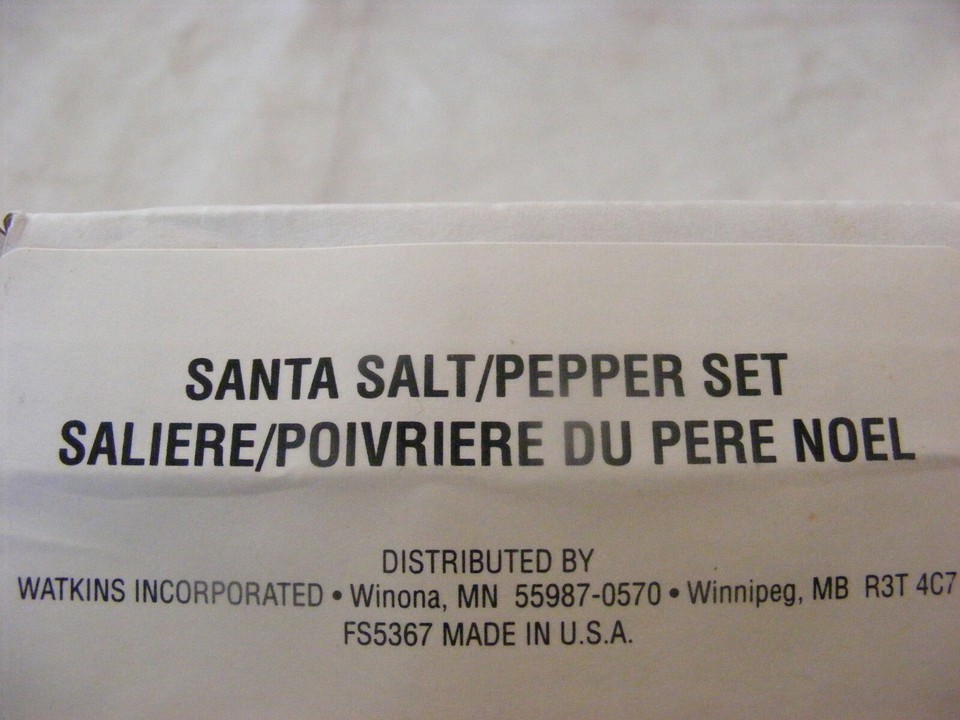 SANTA SALT/PEPPER SET
SALIERE/POIVRIERE DU PERE NOEL
DISTRIBUTED BY
WATKINS INCORPORATED • Winona, MN 55987-0570 • Winnipeg, MB R3T 4C7
FS5367 MADE IN U.S.A.